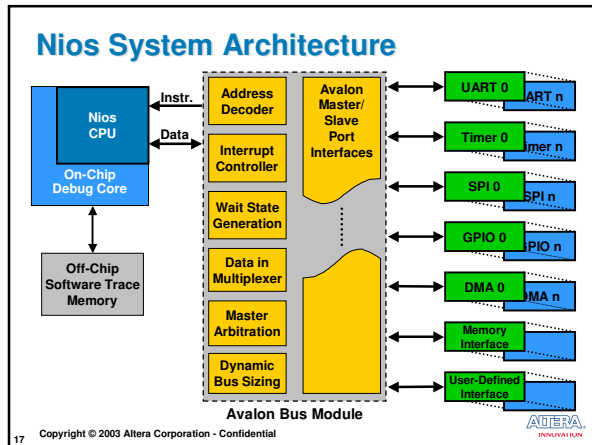 Nios System Architecture
Nios
CPU
On-Chip
Debug Core
Instr.
Data
Off-Chip
Software Trace
Memory
Address
Decoder
Interrupt
Controller
Wait State
Generation
Data in
Multiplexer
Master
Arbitration
Dynamic
Bus Sizing
Avalon
Master/
Slave
Port
Interfaces
Avalon Bus Module
UART 0
UART n
Timer 0
Timer n
SPI 0
SPI n
GPIO 0
GPIO n
DMA 0
DMA n
Memory
Interface
User-Defined
Interface
17
Copyright © 2003 Altera Corporation - Confidential
ALTERA
INNOVATION